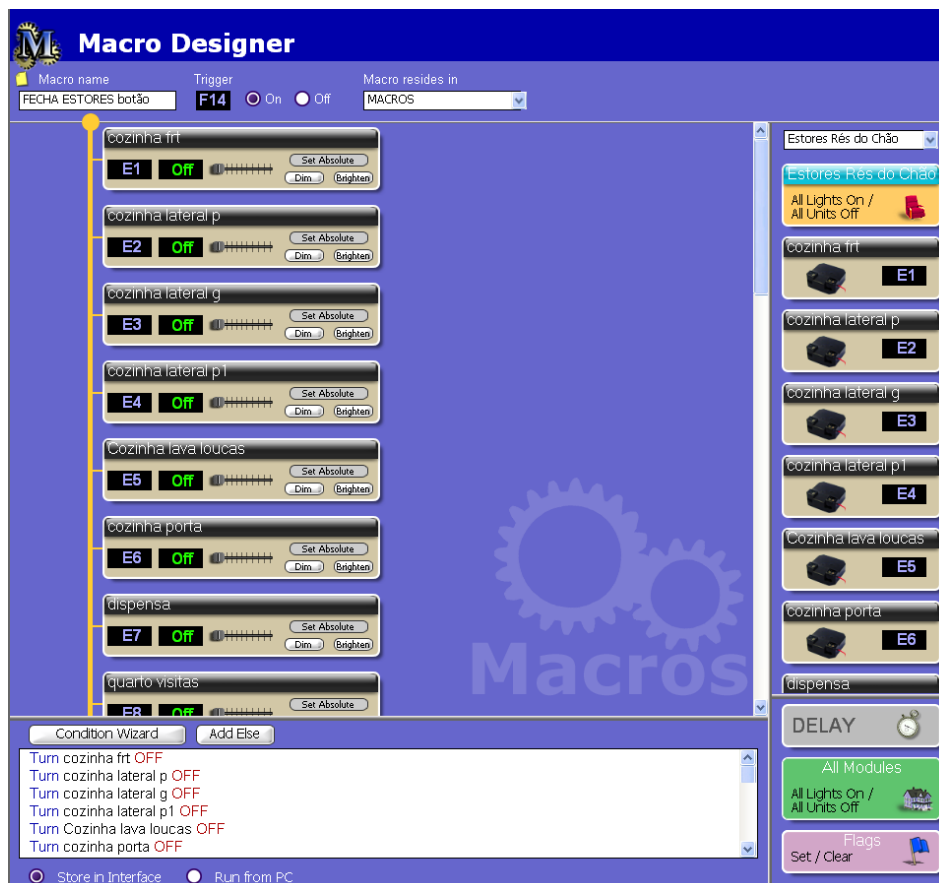 Macro Designer
Macro name
Trigger
Macro resides in
FECHA ESTORES botão
F14
On
Off
MACROS
cozinha frt
E1
Off
Set Absolute
Dim
Brighten
cozinha lateral p
E2
Off
Set Absolute
Dim
Brighten
cozinha lateral g
E3
Off
Set Absolute
Dim
Brighten
cozinha lateral p1
E4
Off
Set Absolute
Dim
Brighten
Cozinha lava loucas
E5
Off
Set Absolute
Dim
Brighten
cozinha porta
E6
Off
Set Absolute
Dim
Brighten
dispensa
E7
Off
Set Absolute
Dim
Brighten
quarto visitas
E8
Off
Set Absolute
Macros
Estores Rés do Chão
Estores Rés do Chão
All Lights On /
All Units Off
cozinha frt
E1
cozinha lateral p
E2
cozinha lateral g
E3
cozinha lateral p1
E4
Cozinha lava loucas
E5
cozinha porta
E6
dispensa
DELAY
All Modules
All Lights On /
All Units Off
Flags
Set / Clear
Condition Wizard
Add Else
Turn cozinha frt OFF
Turn cozinha lateral p OFF
Turn cozinha lateral g OFF
Turn cozinha lateral p1 OFF
Turn Cozinha lava loucas OFF
Turn cozinha porta OFF
Store in Interface
Run from PC